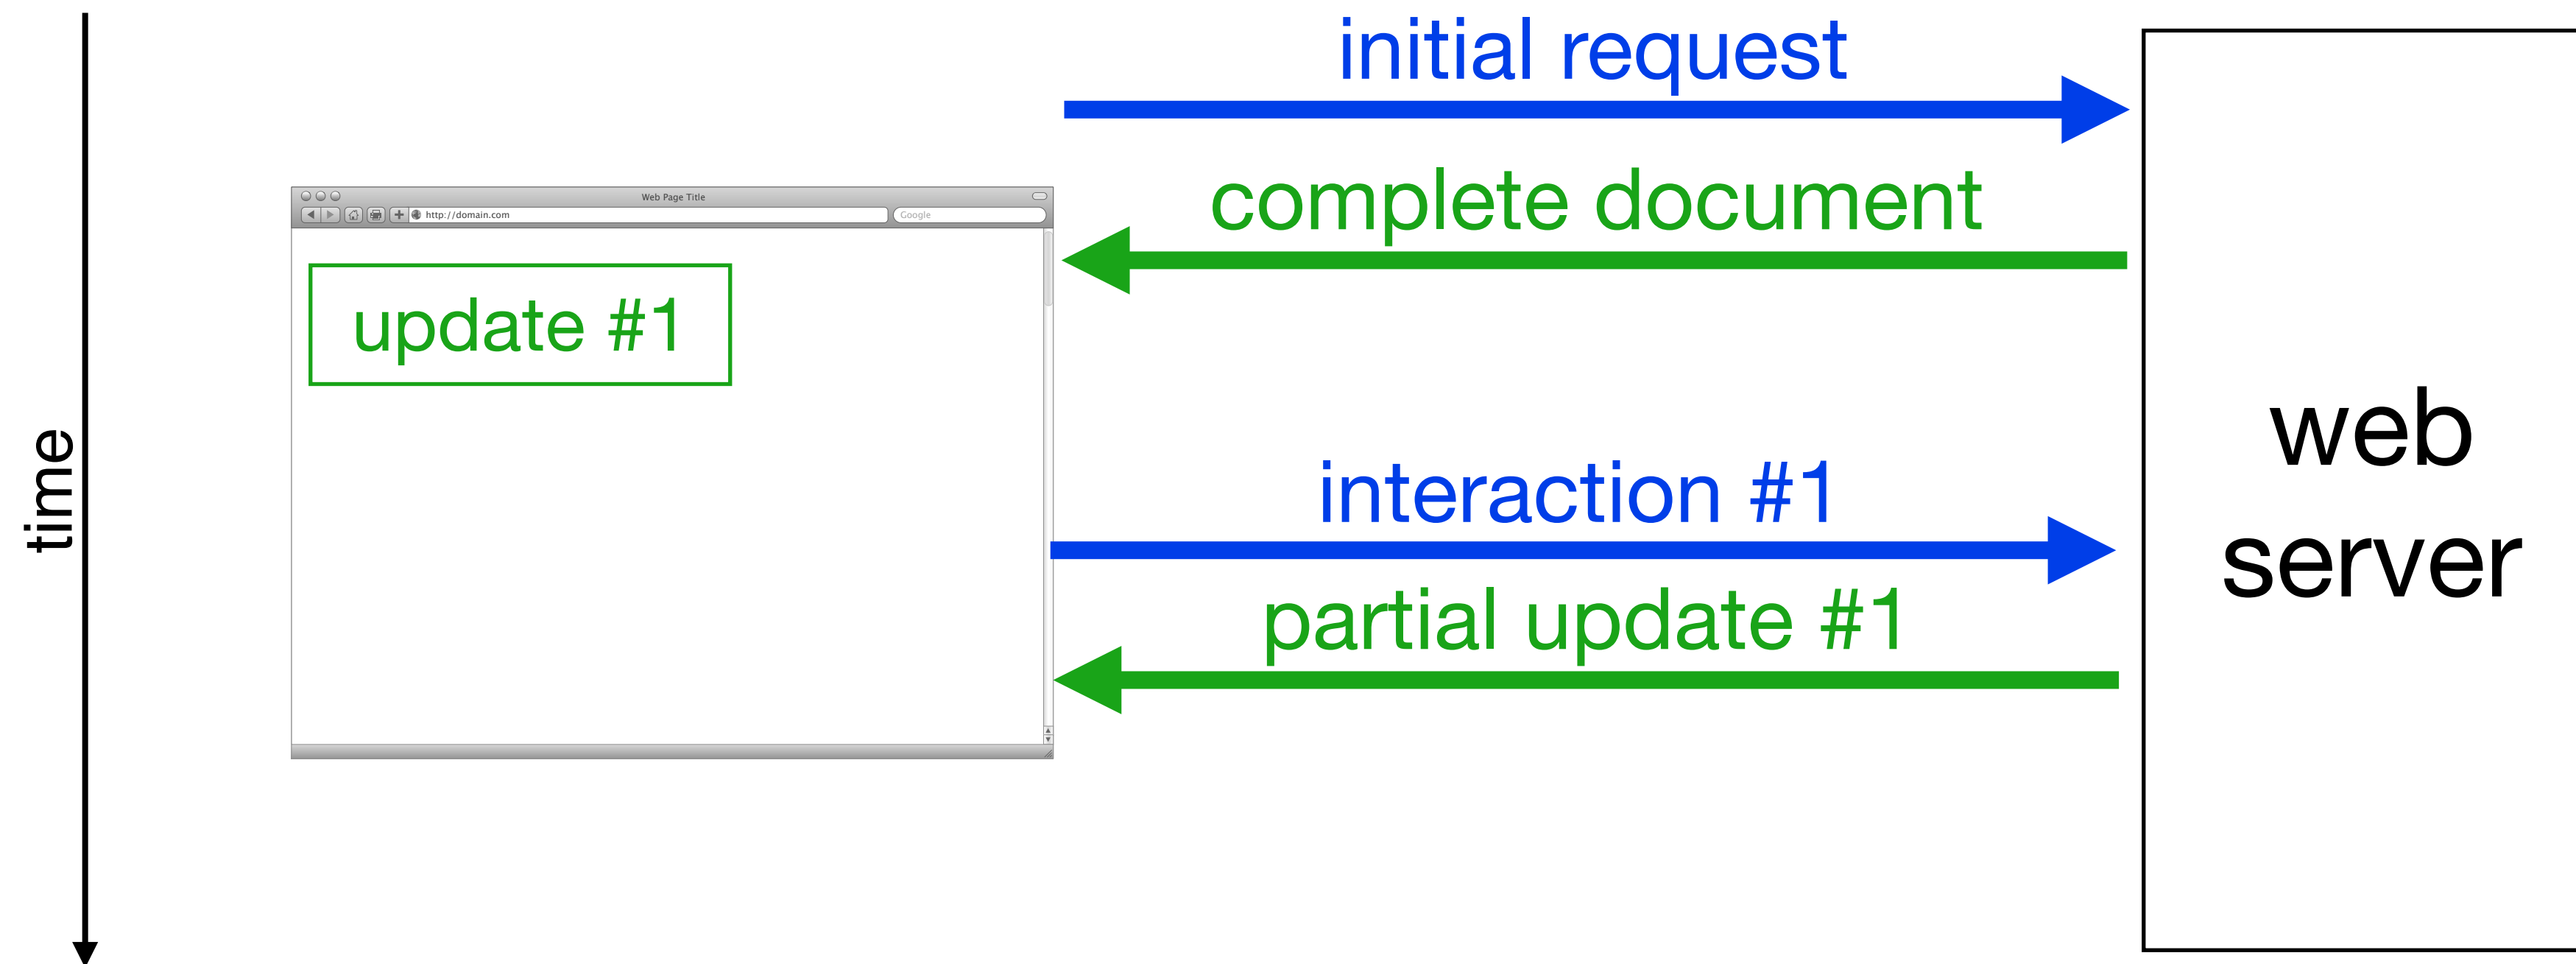 initial request
complete document
Web Page Title
http://domain.com
Google
update #1
time
interaction #1
partial update #1
web
server